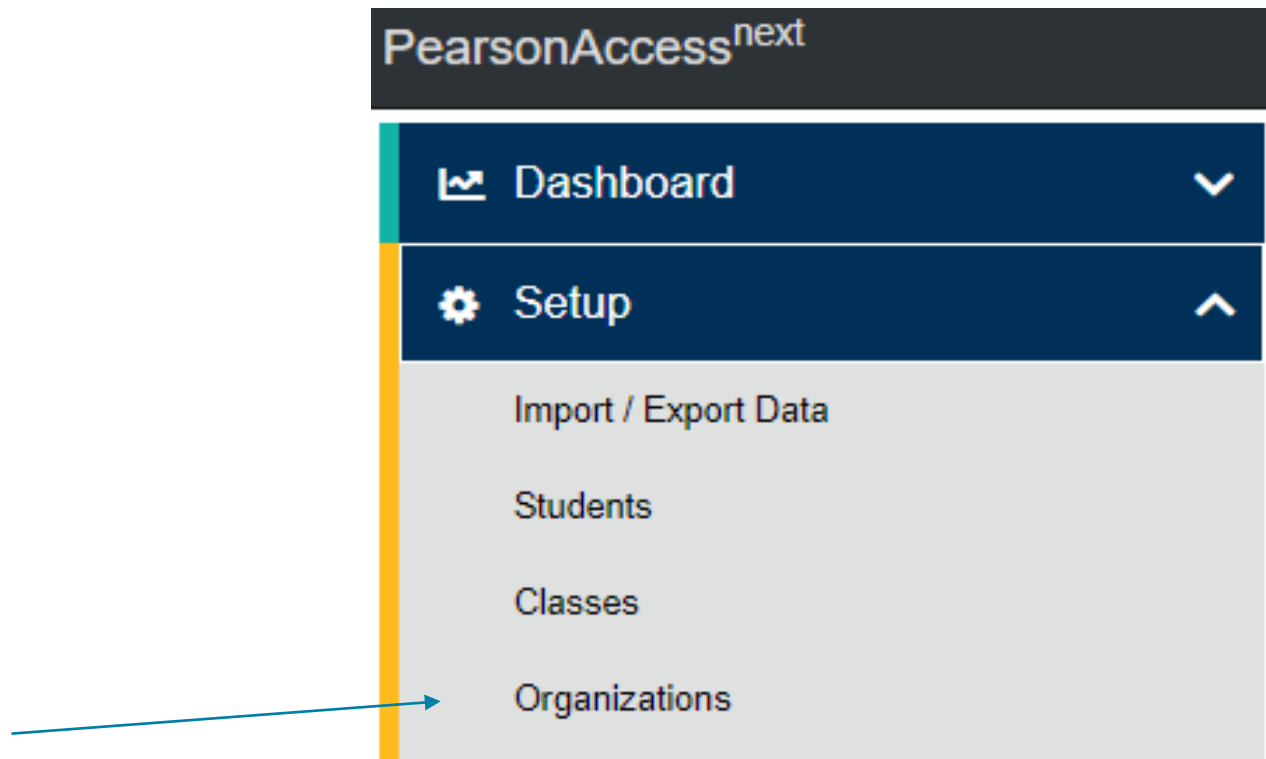 PearsonAccessnext
Dashboard
Setup
Import / Export Data
Students
Classes
Organizations